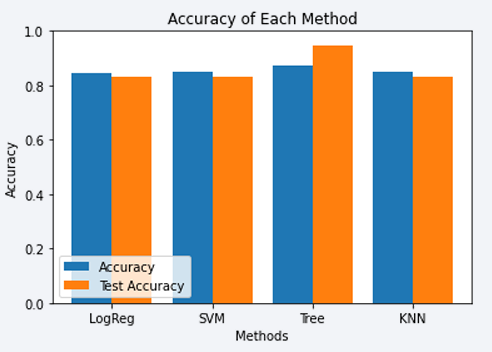 Accuracy of Each Method
1.0
0.8
0.6
0.4
0.2
0.0
Accuracy
Accuracy
Test Accuracy
LogReg SVM Tree KNN
Methods